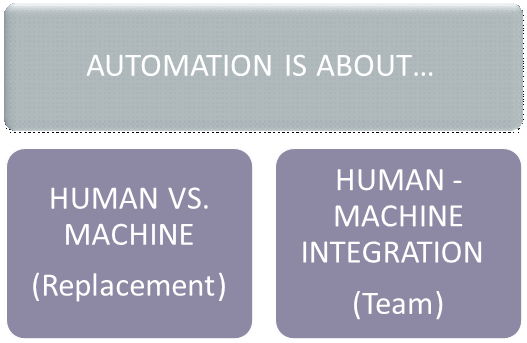 AUTOMATION IS ABOUT...
HUMAN VS.
MACHINE
(Replacement)
HUMAN -
MACHINE
INTEGRATION
(Team)